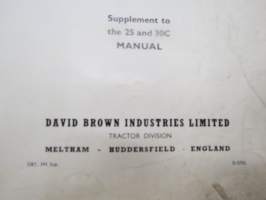 Supplement to
the 25 and 30C
MANUAL
DAVID BROWN INDUSTRIES LIMITED
TRACTOR DIVISION
MELTHAM - HUDDERSFIELD - ENGLAND